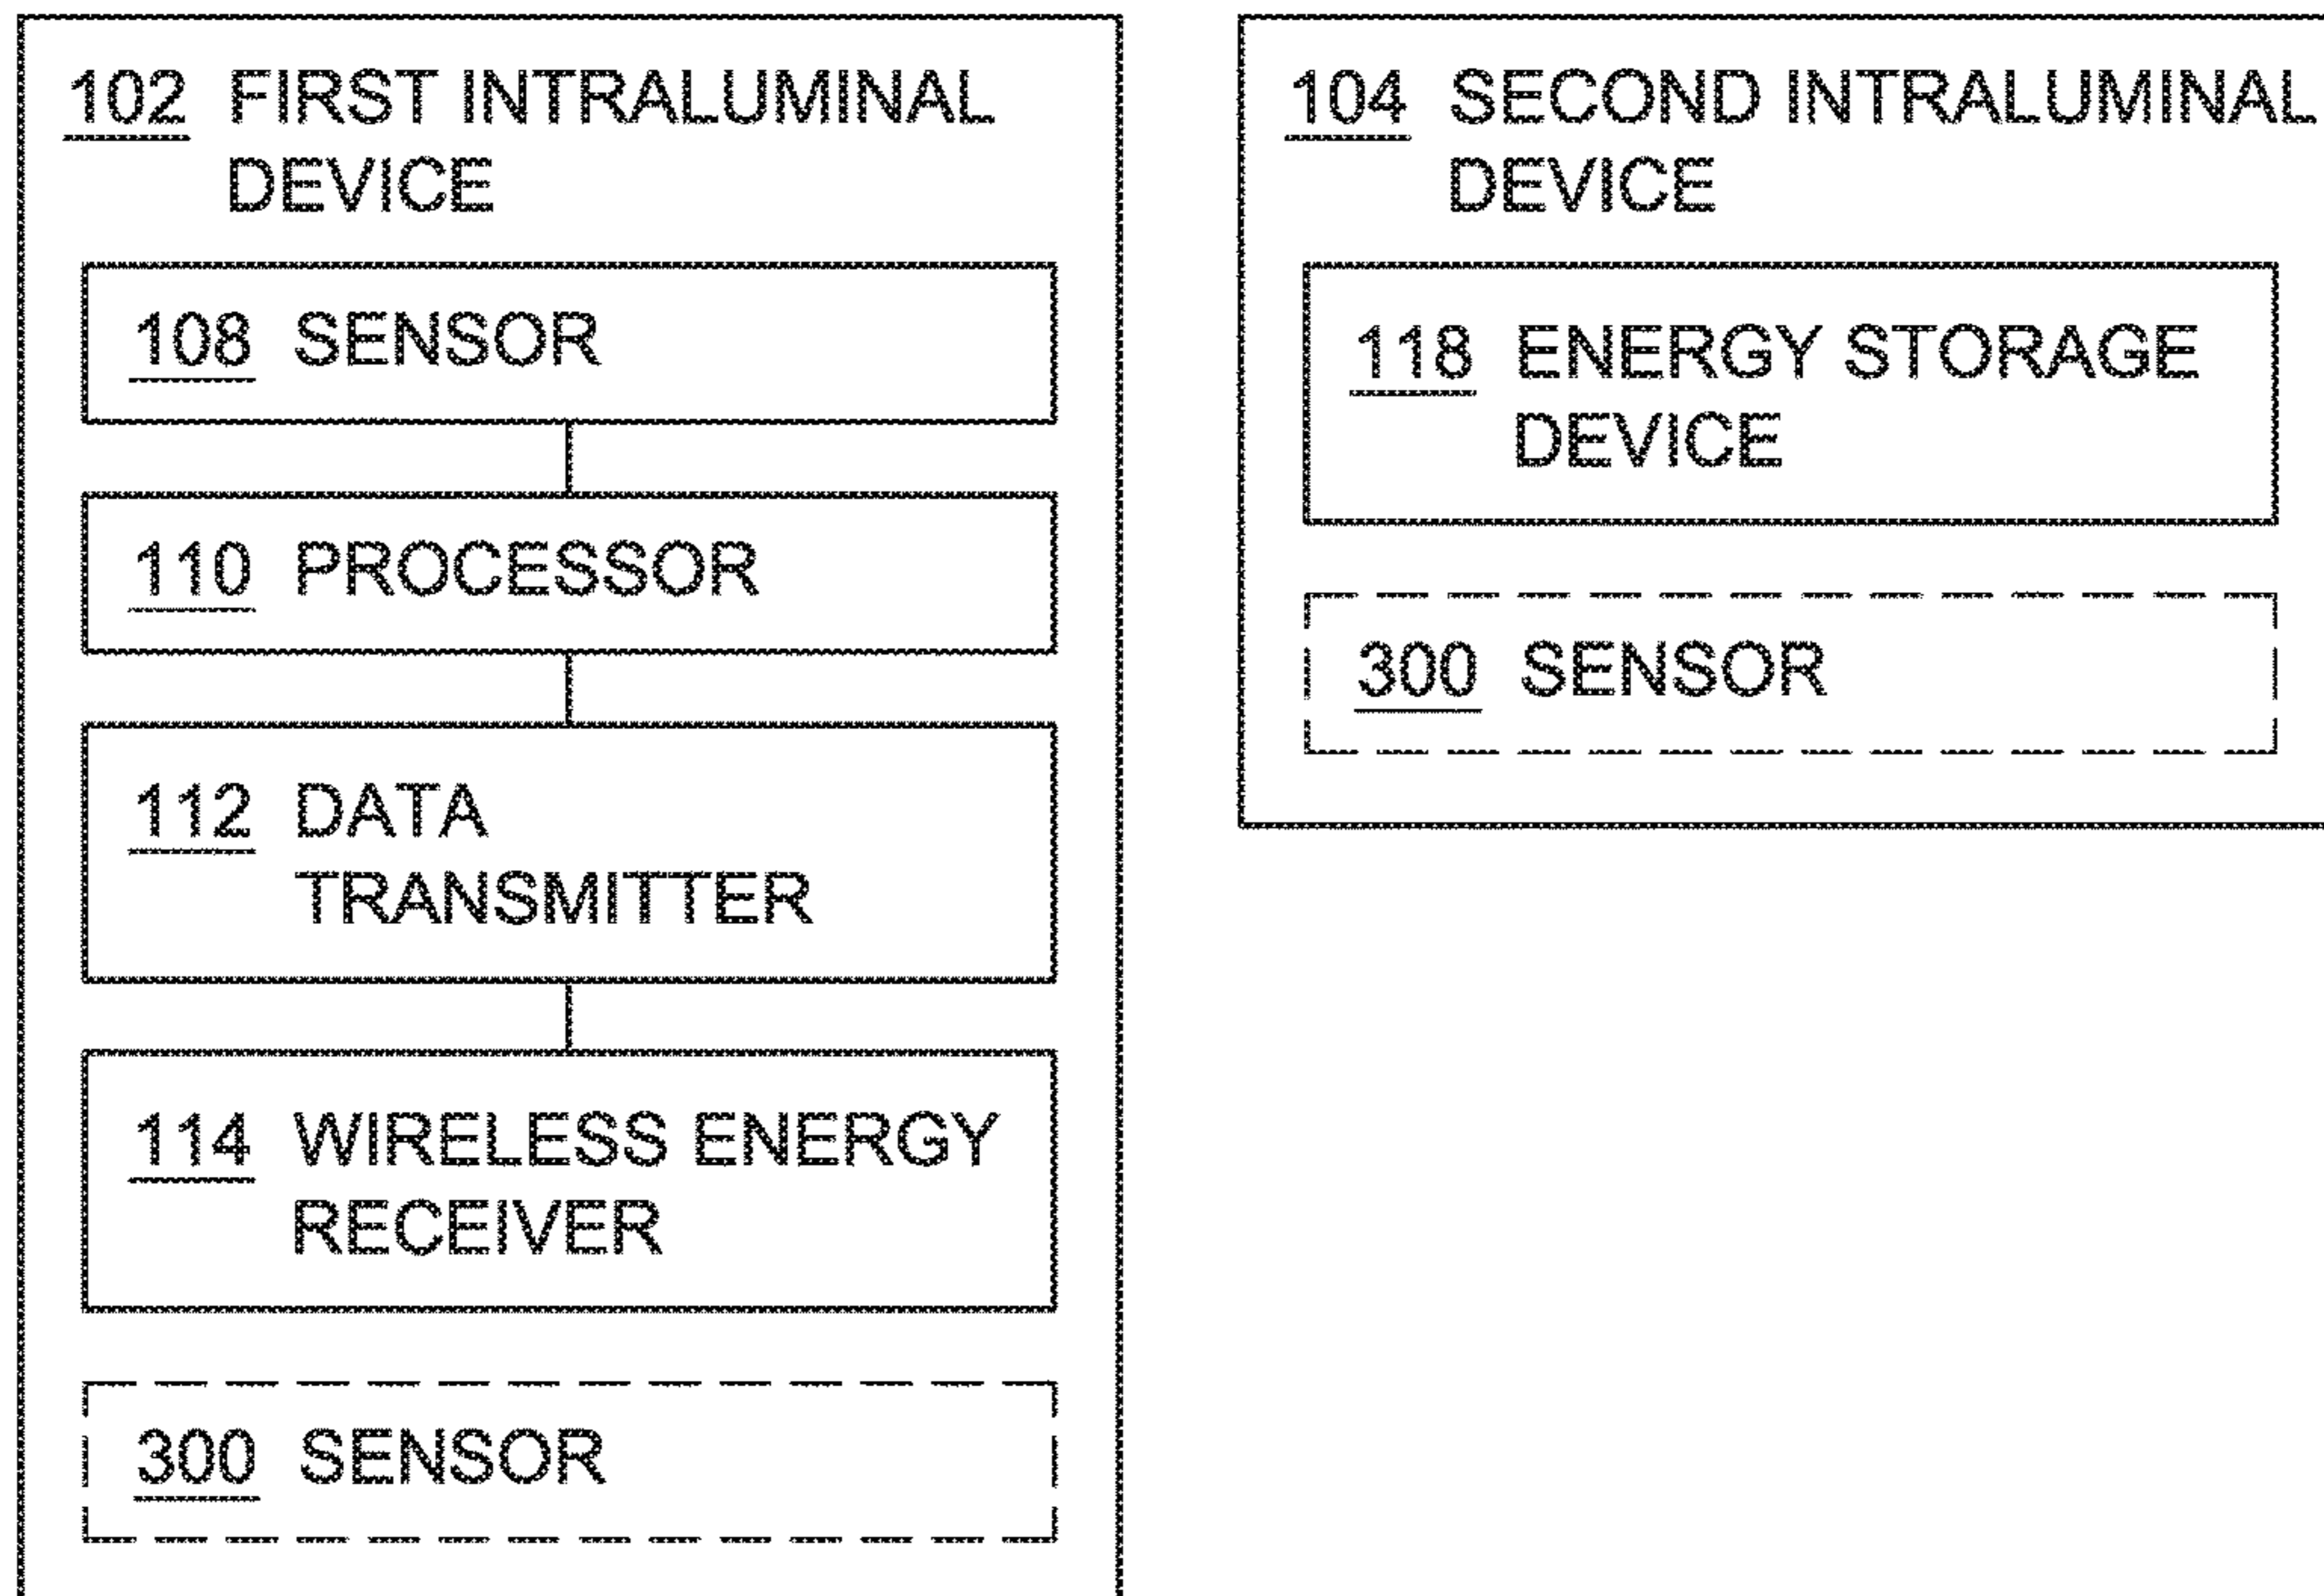 102 FIRST INTRALUMINAL
DEVICE
108 SENSOR
110 PROCESSOR
112 DATA
TRANSMITTER
114 WIRELESS ENERGY
RECEIVER
300 SENSOR
104 SECOND INTRALUMINAL
DEVICE
118 ENERGY STORAGE
DEVICE
300 SENSOR